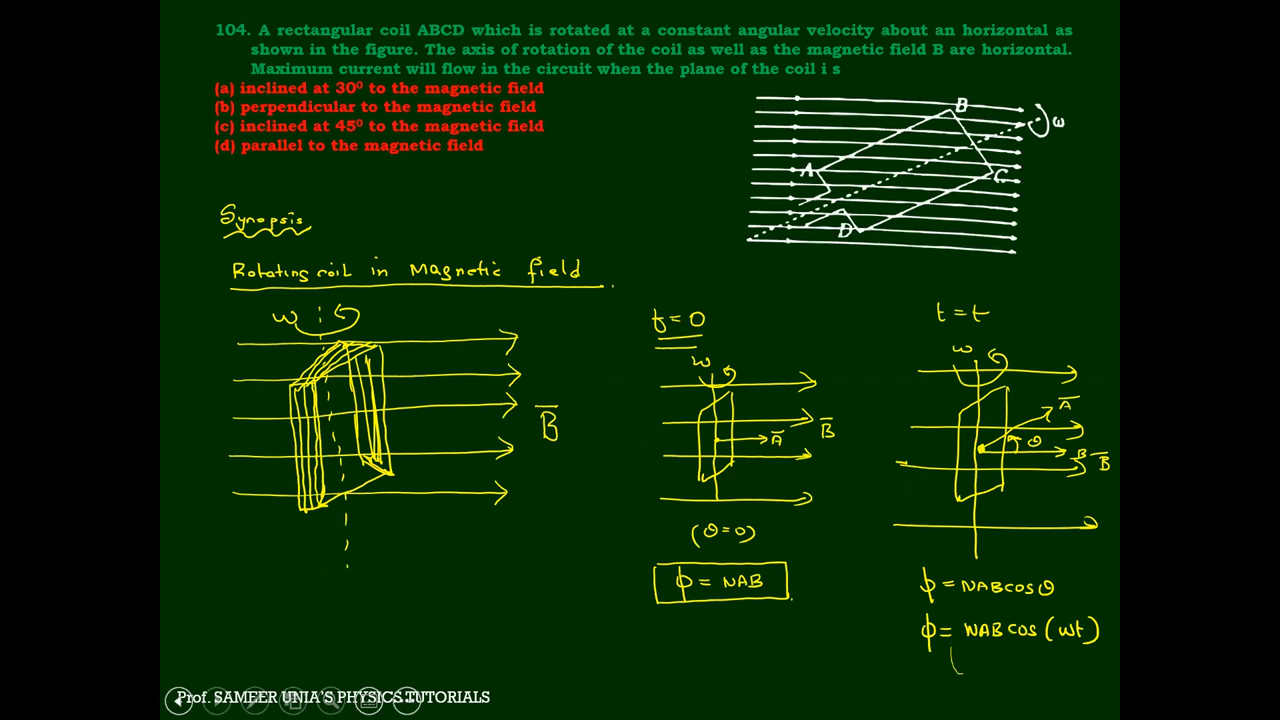 104. A rectangular coil ABCD which is rotated at a constant angular velocity about an horizontal as
shown in the figure. The axis of rotation of the coil as well as the magnetic field B are horizontal.
Maximum current will flow in the circuit when the plane of the coil i s
(a) inclined at 30⁰ to the magnetic field
(b) perpendicular to the magnetic field
(c) inclined at 45⁰ to the magnetic field
(d) parallel to the magnetic field
B
ω
A
C
D
Synopsis
Rotating coil in Magnetic field
ω
B̅
t = 0
ω
A̅
B̅
(θ = 0)
ϕ = NAB
t = t
ω
A̅
θ
B
B̅
ϕ = NABcosθ
ϕ = NABcos(ωt)
Prof. SAMEER UNIA'S PHYSICS TUTORIALS